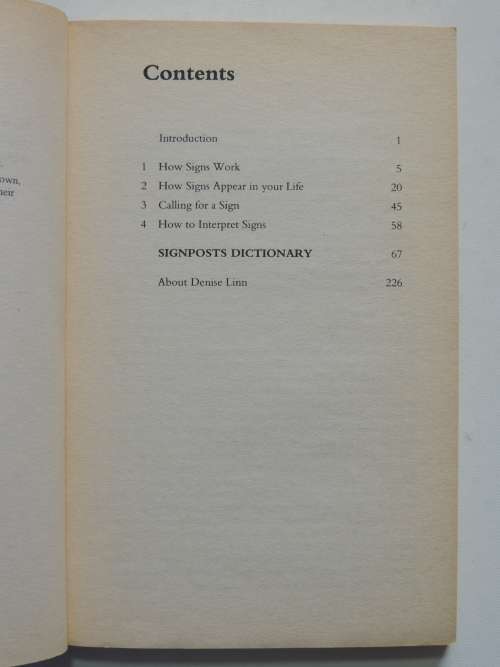 own,
Contents
Introduction 1
1 How Signs Work 5
2 How Signs Appear in your Life 20
3 Calling for a Sign 45
4 How to Interpret Signs 58
SIGNPOSTS DICTIONARY 67
About Denise Linn 226